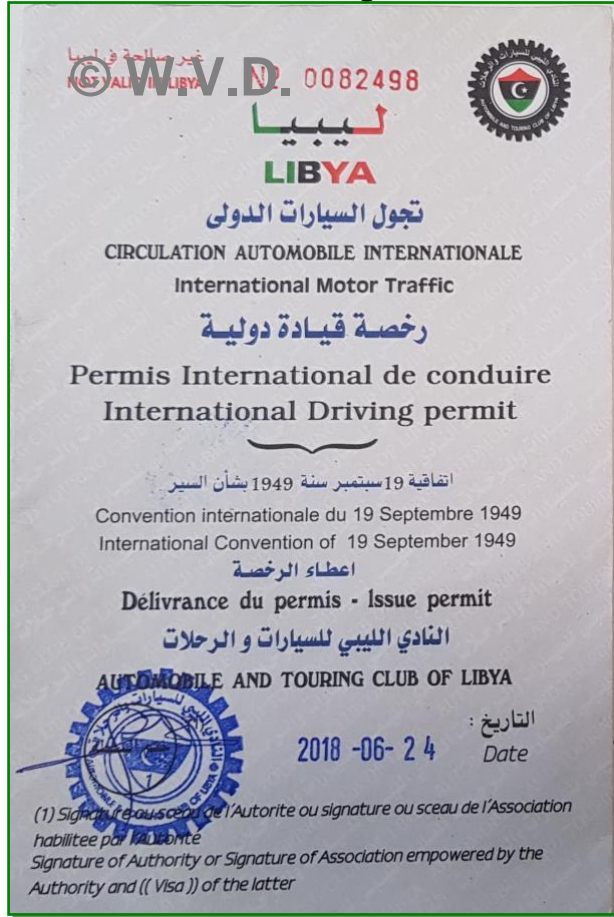 غير صالحة في ليبيا
NOT VALID IN LIBYA
© W.V.D.
Nº 0082498
ليبيا
LIBYA
تجول السيارات الدولى
CIRCULATION AUTOMOBILE INTERNATIONALE
International Motor Traffic
رخصة قيادة دولية
Permis International de conduire
International Driving permit
اتفاقية 19 سبتمبر سنة 1949 بشأن السير
Convention internationale du 19 Septembre 1949
International Convention of 19 September 1949
اعطاء الرخصة
Délivrance du permis - Issue permit
النادي الليبي للسيارات و الرحلات
AUTOMOBILE AND TOURING CLUB OF LIBYA
التاريخ :
2018 -06- 24 Date
(1) Signature ou sceau de l'Autorite ou signature ou sceau de l'Association
habilitee par l'Autorite
Signature of Authority or Signature of Association empowered by the
Authority and (( Visa )) of the latter